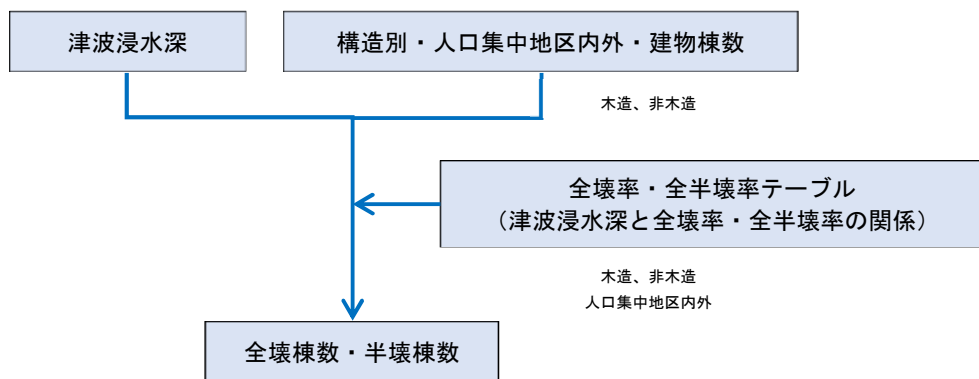 津波浸水深
構造別・人口集中地区内外・建物棟数
木造、非木造
全壊率・全半壊率テーブル
（津波浸水深と全壊率・全半壊率の関係）
木造、非木造
人口集中地区内外
全壊棟数・半壊棟数